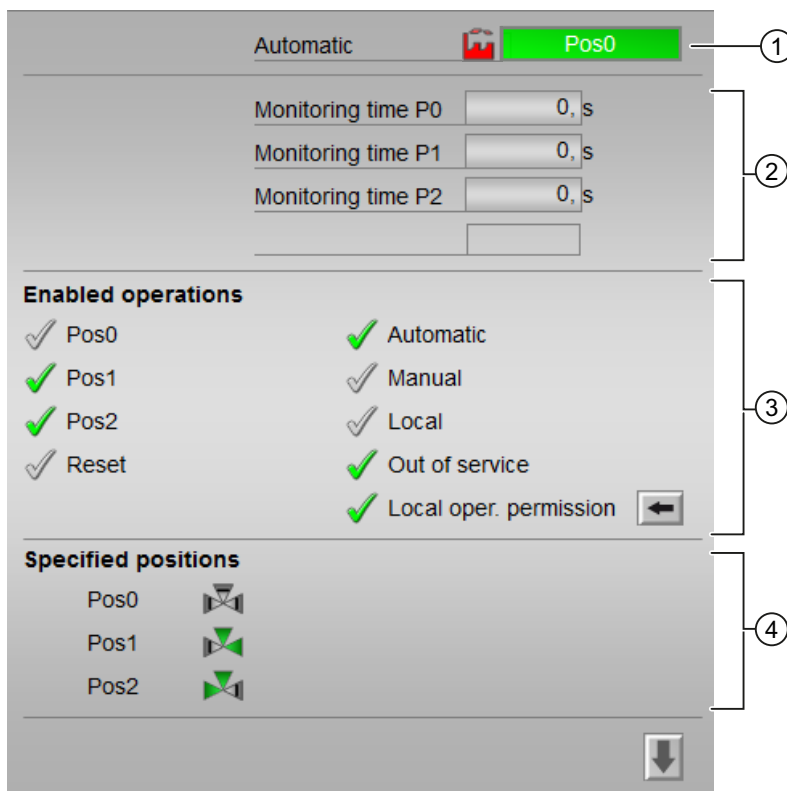 Automatic Pos0 1
Monitoring time P0 0, s
Monitoring time P1 0, s
Monitoring time P2 0, s
2
Enabled operations
Pos0 Automatic
Pos1 Manual
Pos2 Local
Reset Out of service
Local oper. permission
3
Specified positions
Pos0
Pos1
Pos2
4